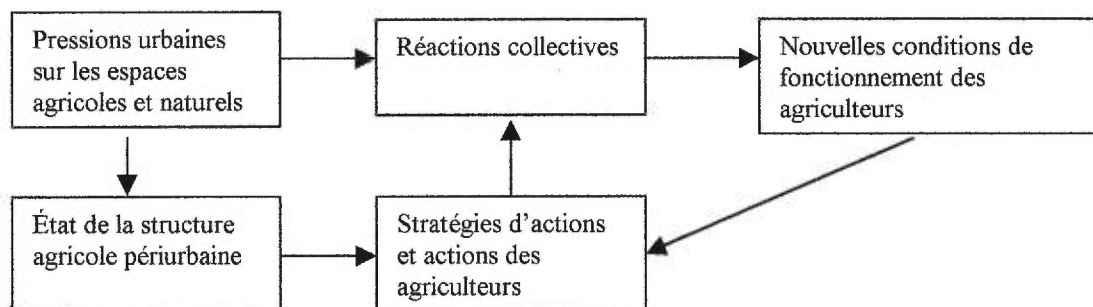 Pressions urbaines
sur les espaces
agricoles et naturels
Réactions collectives
Nouvelles conditions de
fonctionnement des
agriculteurs
État de la structure
agricole périurbaine
Stratégies d'actions
et actions des
agriculteurs